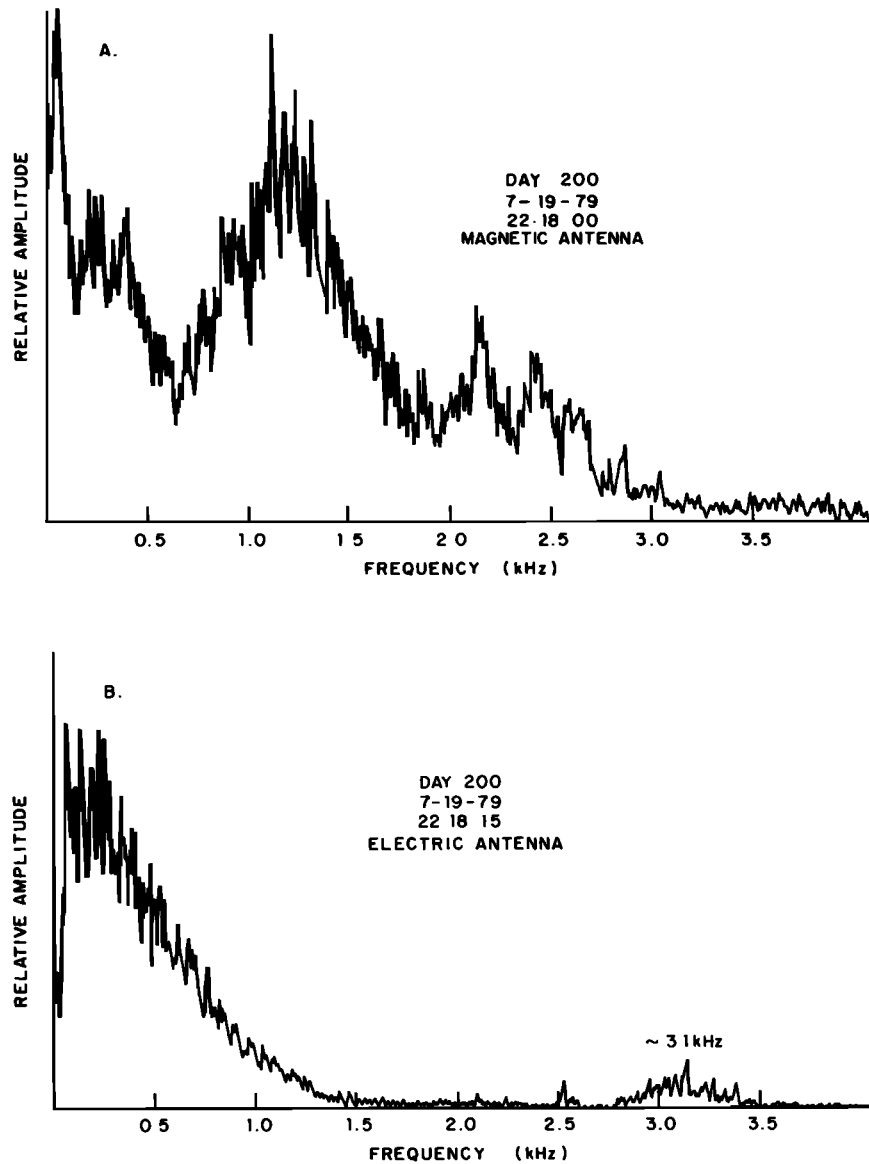 A.
RELATIVE AMPLITUDE
DAY 200
7-19-79
22·18 00
MAGNETIC ANTENNA
0.5 1.0 1 5 2 0 2.5 3.0 3.5
FREQUENCY (kHz)
B.
RELATIVE AMPLITUDE
DAY 200
7-19-79
22 18 15
ELECTRIC ANTENNA
~ 3 1 kHz
0 5 1.0 1 5 2.0 2.5 3.0 3.5
FREQUENCY (kHz)